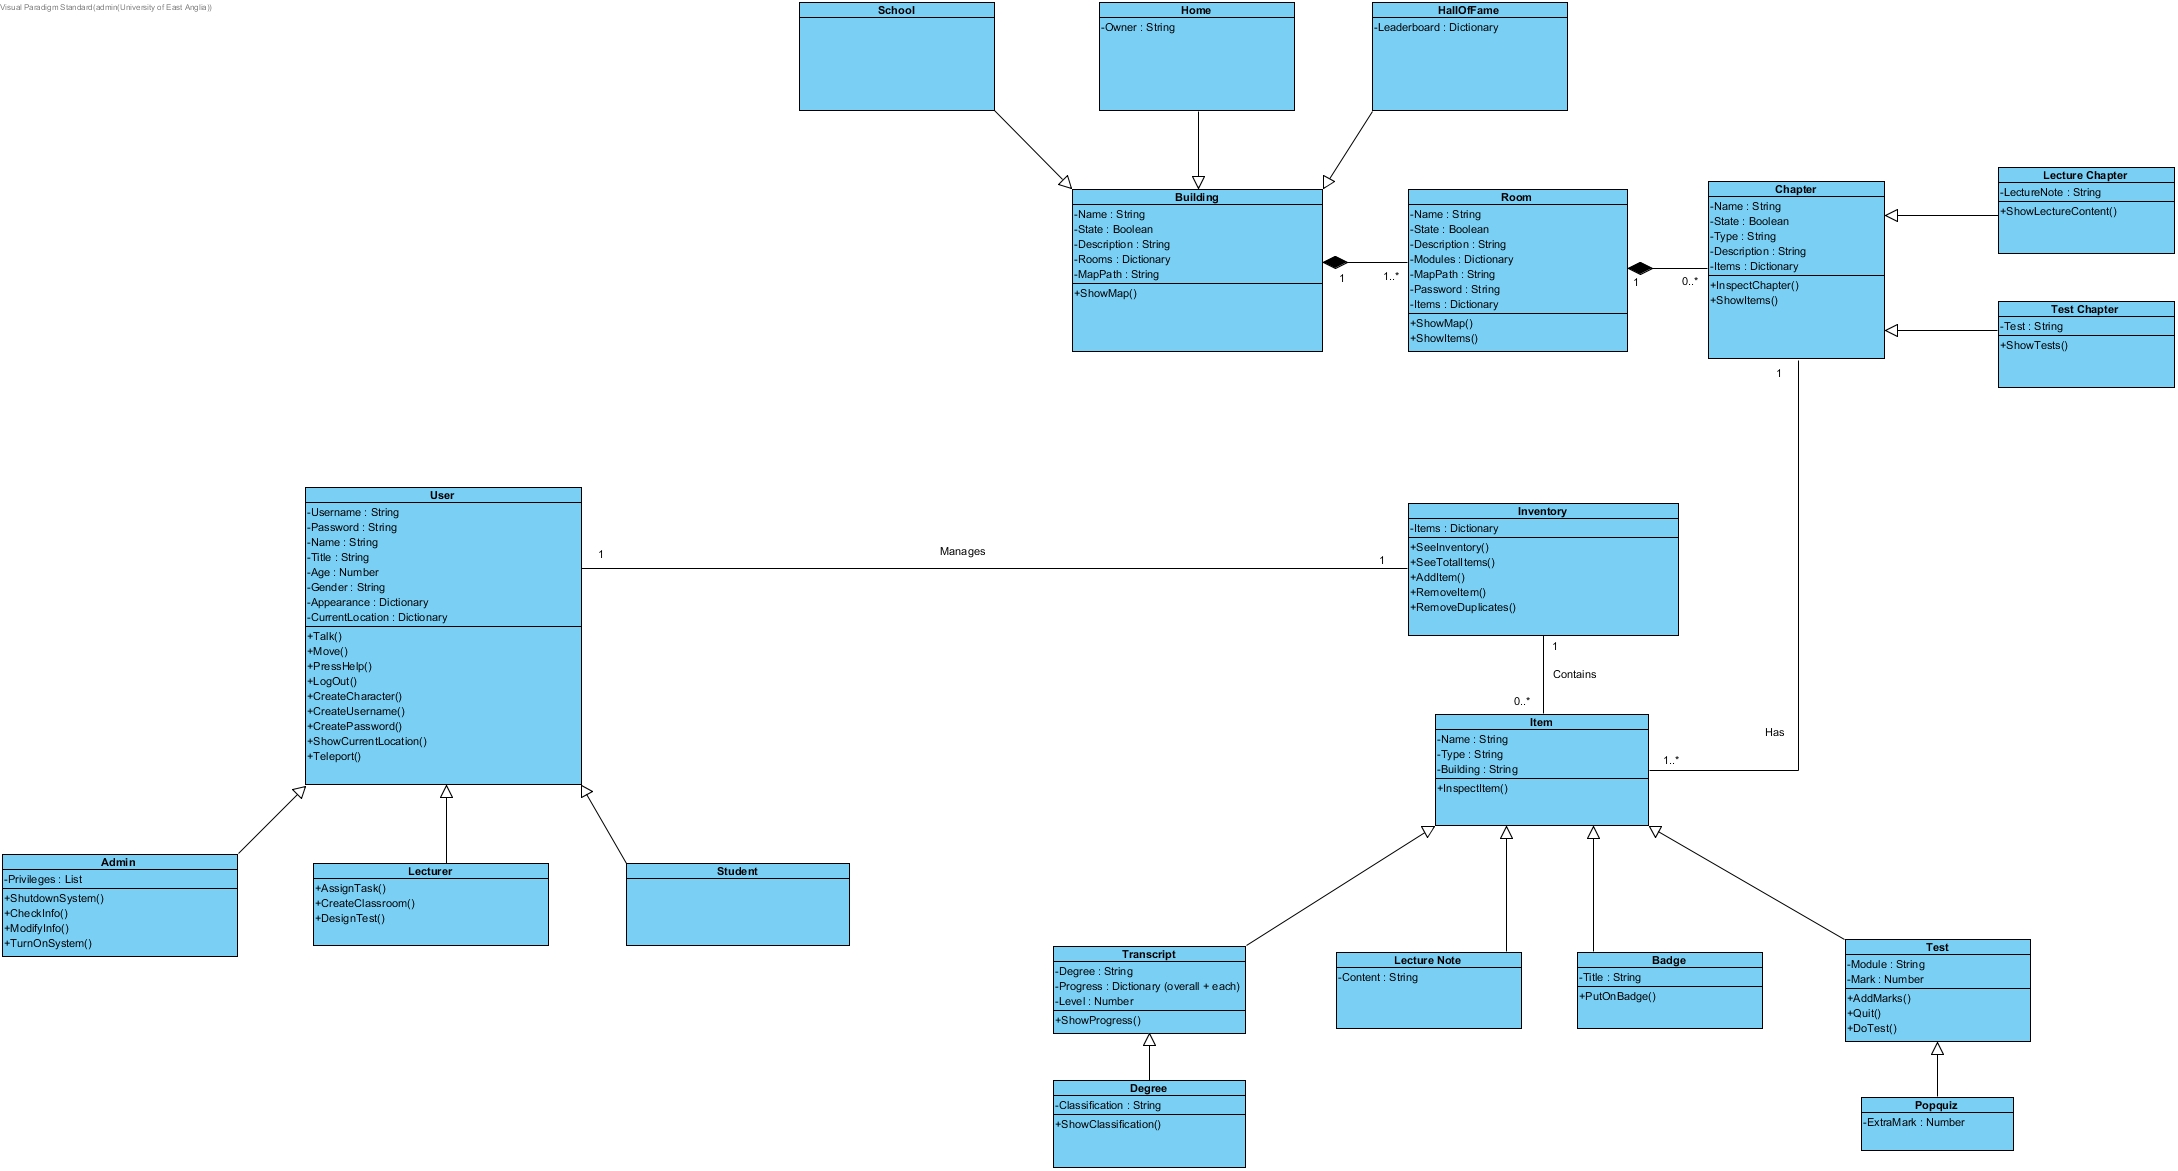 Visual Paradigm Standard(admin(University of East Anglia))
School
Home
-Owner : String
HallOfFame
-Leaderboard : Dictionary
Building
-Name : String
-State : Boolean
-Description : String
-Rooms : Dictionary
-MapPath : String
+ShowMap()
1
1..*
Room
-Name : String
-State : Boolean
-Description : String
-Modules : Dictionary
-MapPath : String
-Password : String
-Items : Dictionary
+ShowMap()
+ShowItems()
1
0..*
Chapter
-Name : String
-State : Boolean
-Type : String
-Description : String
-Items : Dictionary
+InspectChapter()
+ShowItems()
1
Lecture Chapter
-LectureNote : String
+ShowLectureContent()
Test Chapter
-Test : String
+ShowTests()
User
-Username : String
-Password : String
-Name : String
-Title : String
-Age : Number
-Gender : String
-Appearance : Dictionary
-CurrentLocation : Dictionary
+Talk()
+Move()
+PressHelp()
+LogOut()
+CreateCharacter()
+CreateUsername()
+CreatePassword()
+ShowCurrentLocation()
+Teleport()
1
Manages
1
Inventory
-Items : Dictionary
+SeeInventory()
+SeeTotalItems()
+AddItem()
+RemoveItem()
+RemoveDuplicates()
1
Contains
0..*
Item
-Name : String
-Type : String
-Building : String
+InspectItem()
Has
1..*
Admin
-Privileges : List
+ShutdownSystem()
+CheckInfo()
+ModifyInfo()
+TurnOnSystem()
Lecturer
+AssignTask()
+CreateClassroom()
+DesignTest()
Student
Transcript
-Degree : String
-Progress : Dictionary (overall + each)
-Level : Number
+ShowProgress()
Lecture Note
-Content : String
Badge
-Title : String
+PutOnBadge()
Test
-Module : String
-Mark : Number
+AddMarks()
+Quit()
+DoTest()
Degree
-Classification : String
+ShowClassification()
Popquiz
-ExtraMark : Number